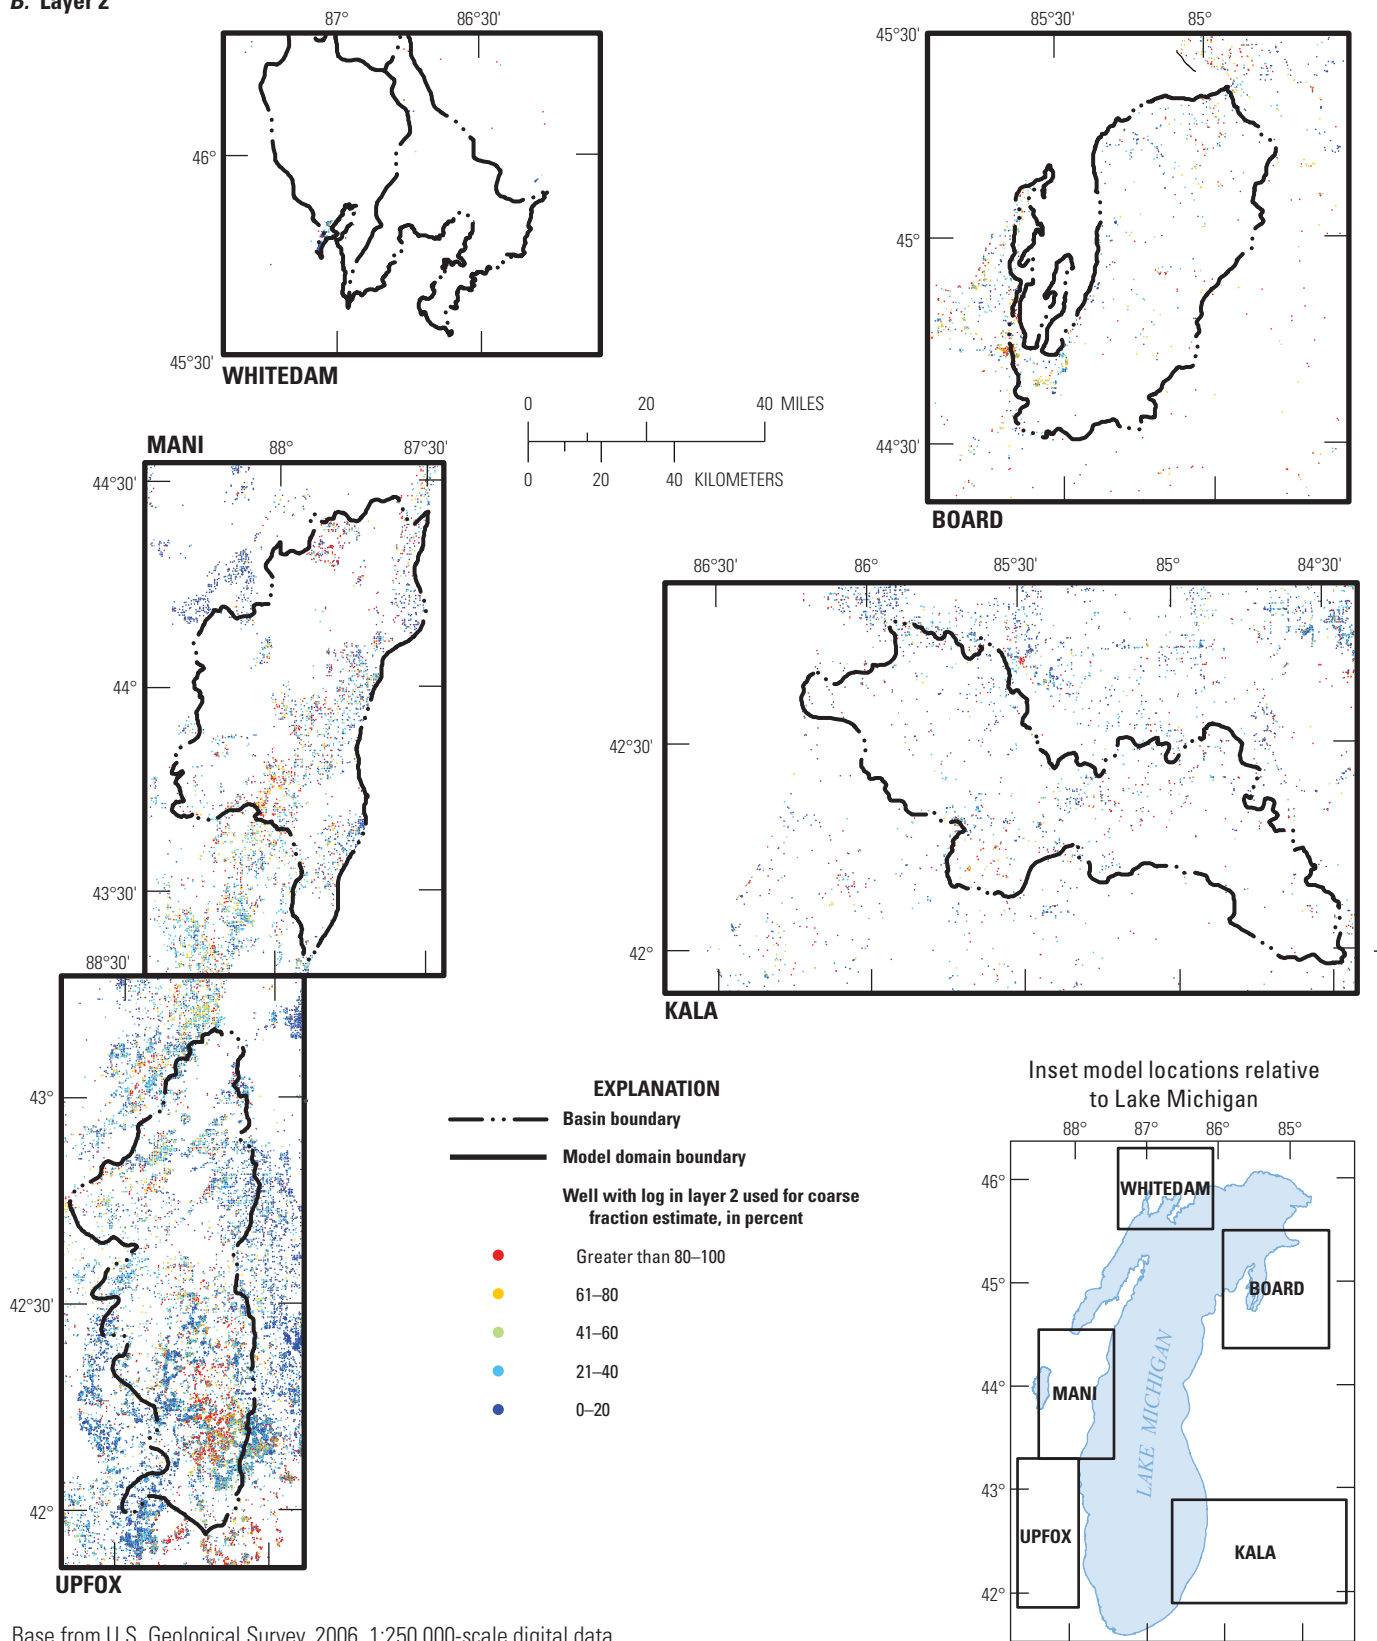 B. Layer 2
87° 86°30'
46°
45°30'
WHITEDAM
85°30' 85°
45°30'
45°
44°30'
BOARD
0 20 40 MILES
0 20 40 KILOMETERS
MANI 88° 87°30'
44°30'
44°
43°30'
88°30'
43°
42°30'
42°
UPFOX
86°30' 86° 85°30' 85° 84°30'
42°30'
42°
KALA
EXPLANATION
Basin boundary
Model domain boundary
Well with log in layer 2 used for coarse
fraction estimate, in percent
Greater than 80–100
61–80
41–60
21–40
0–20
Inset model locations relative
to Lake Michigan
88° 87° 86° 85°
46°
45°
44°
43°
42°
WHITEDAM
BOARD
MANI
LAKE MICHIGAN
UPFOX
KALA
Base from U.S. Geological Survey, 2006, 1:250,000-scale digital data